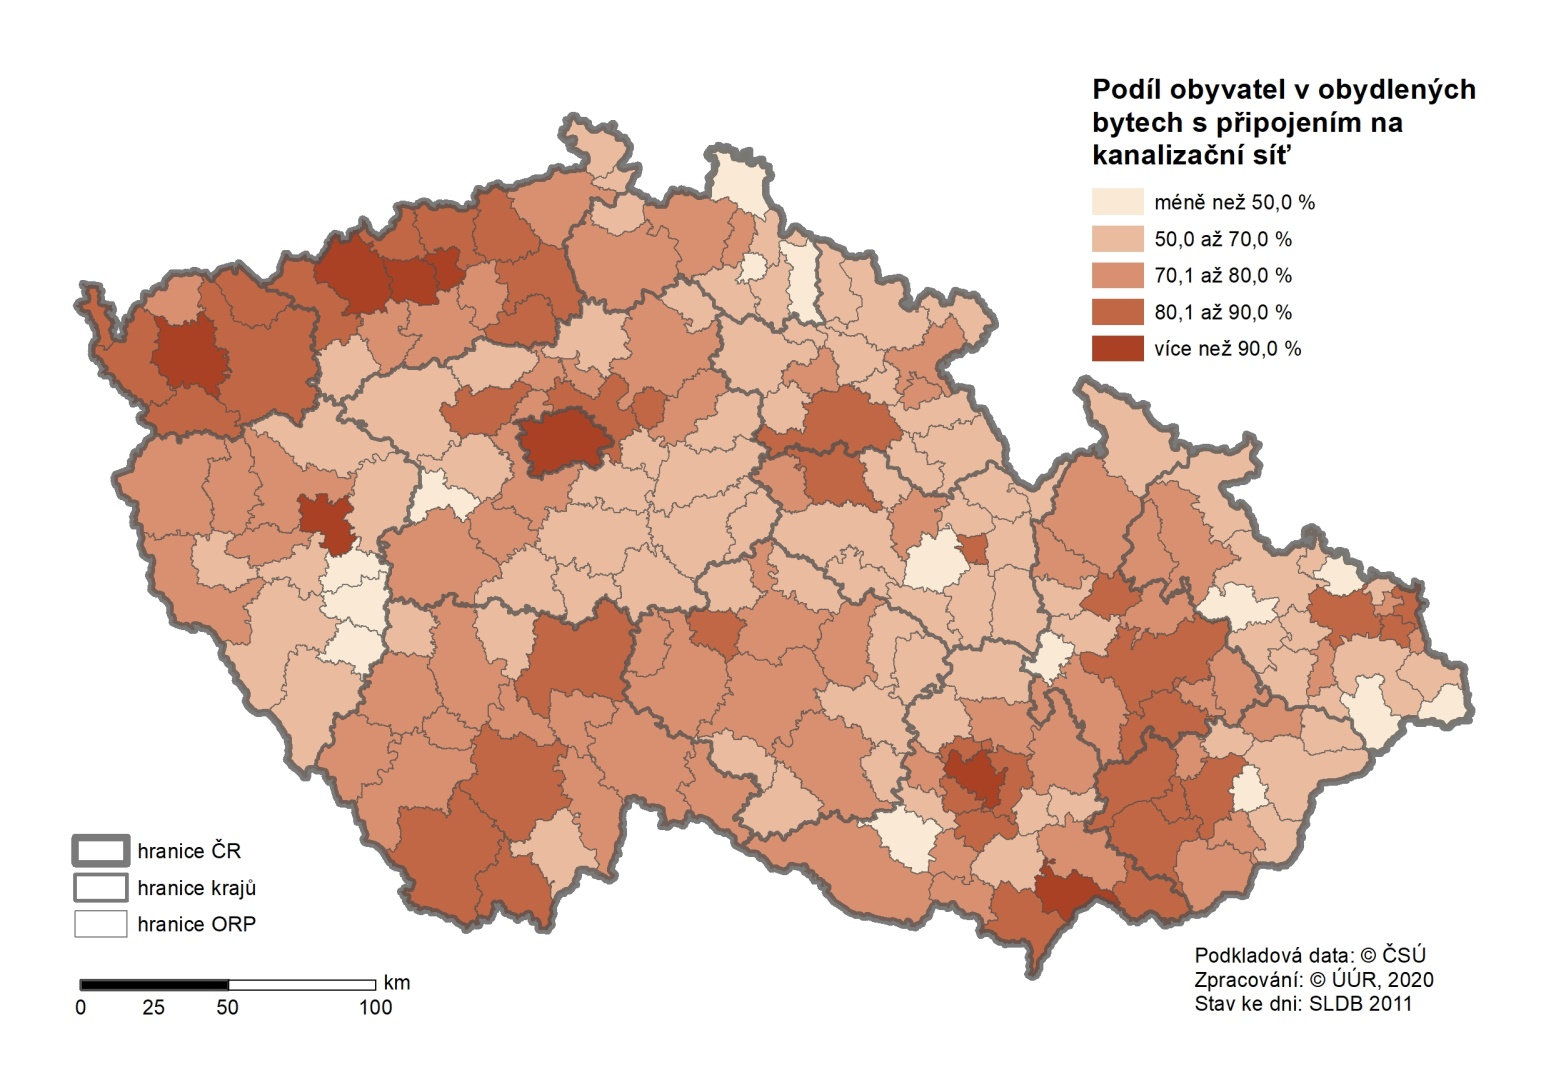 Podíl obyvatel v obydlených
bytech s připojením na
kanalizační síť
méně než 50,0 %
50,0 až 70,0 %
70,1 až 80,0 %
80,1 až 90,0 %
více než 90,0 %
hranice ČR
hranice krajů
hranice ORP
km
0 25 50 100
Podkladová data: © ČSÚ
Zpracování: © ÚÚR, 2020
Stav ke dni: SLDB 2011